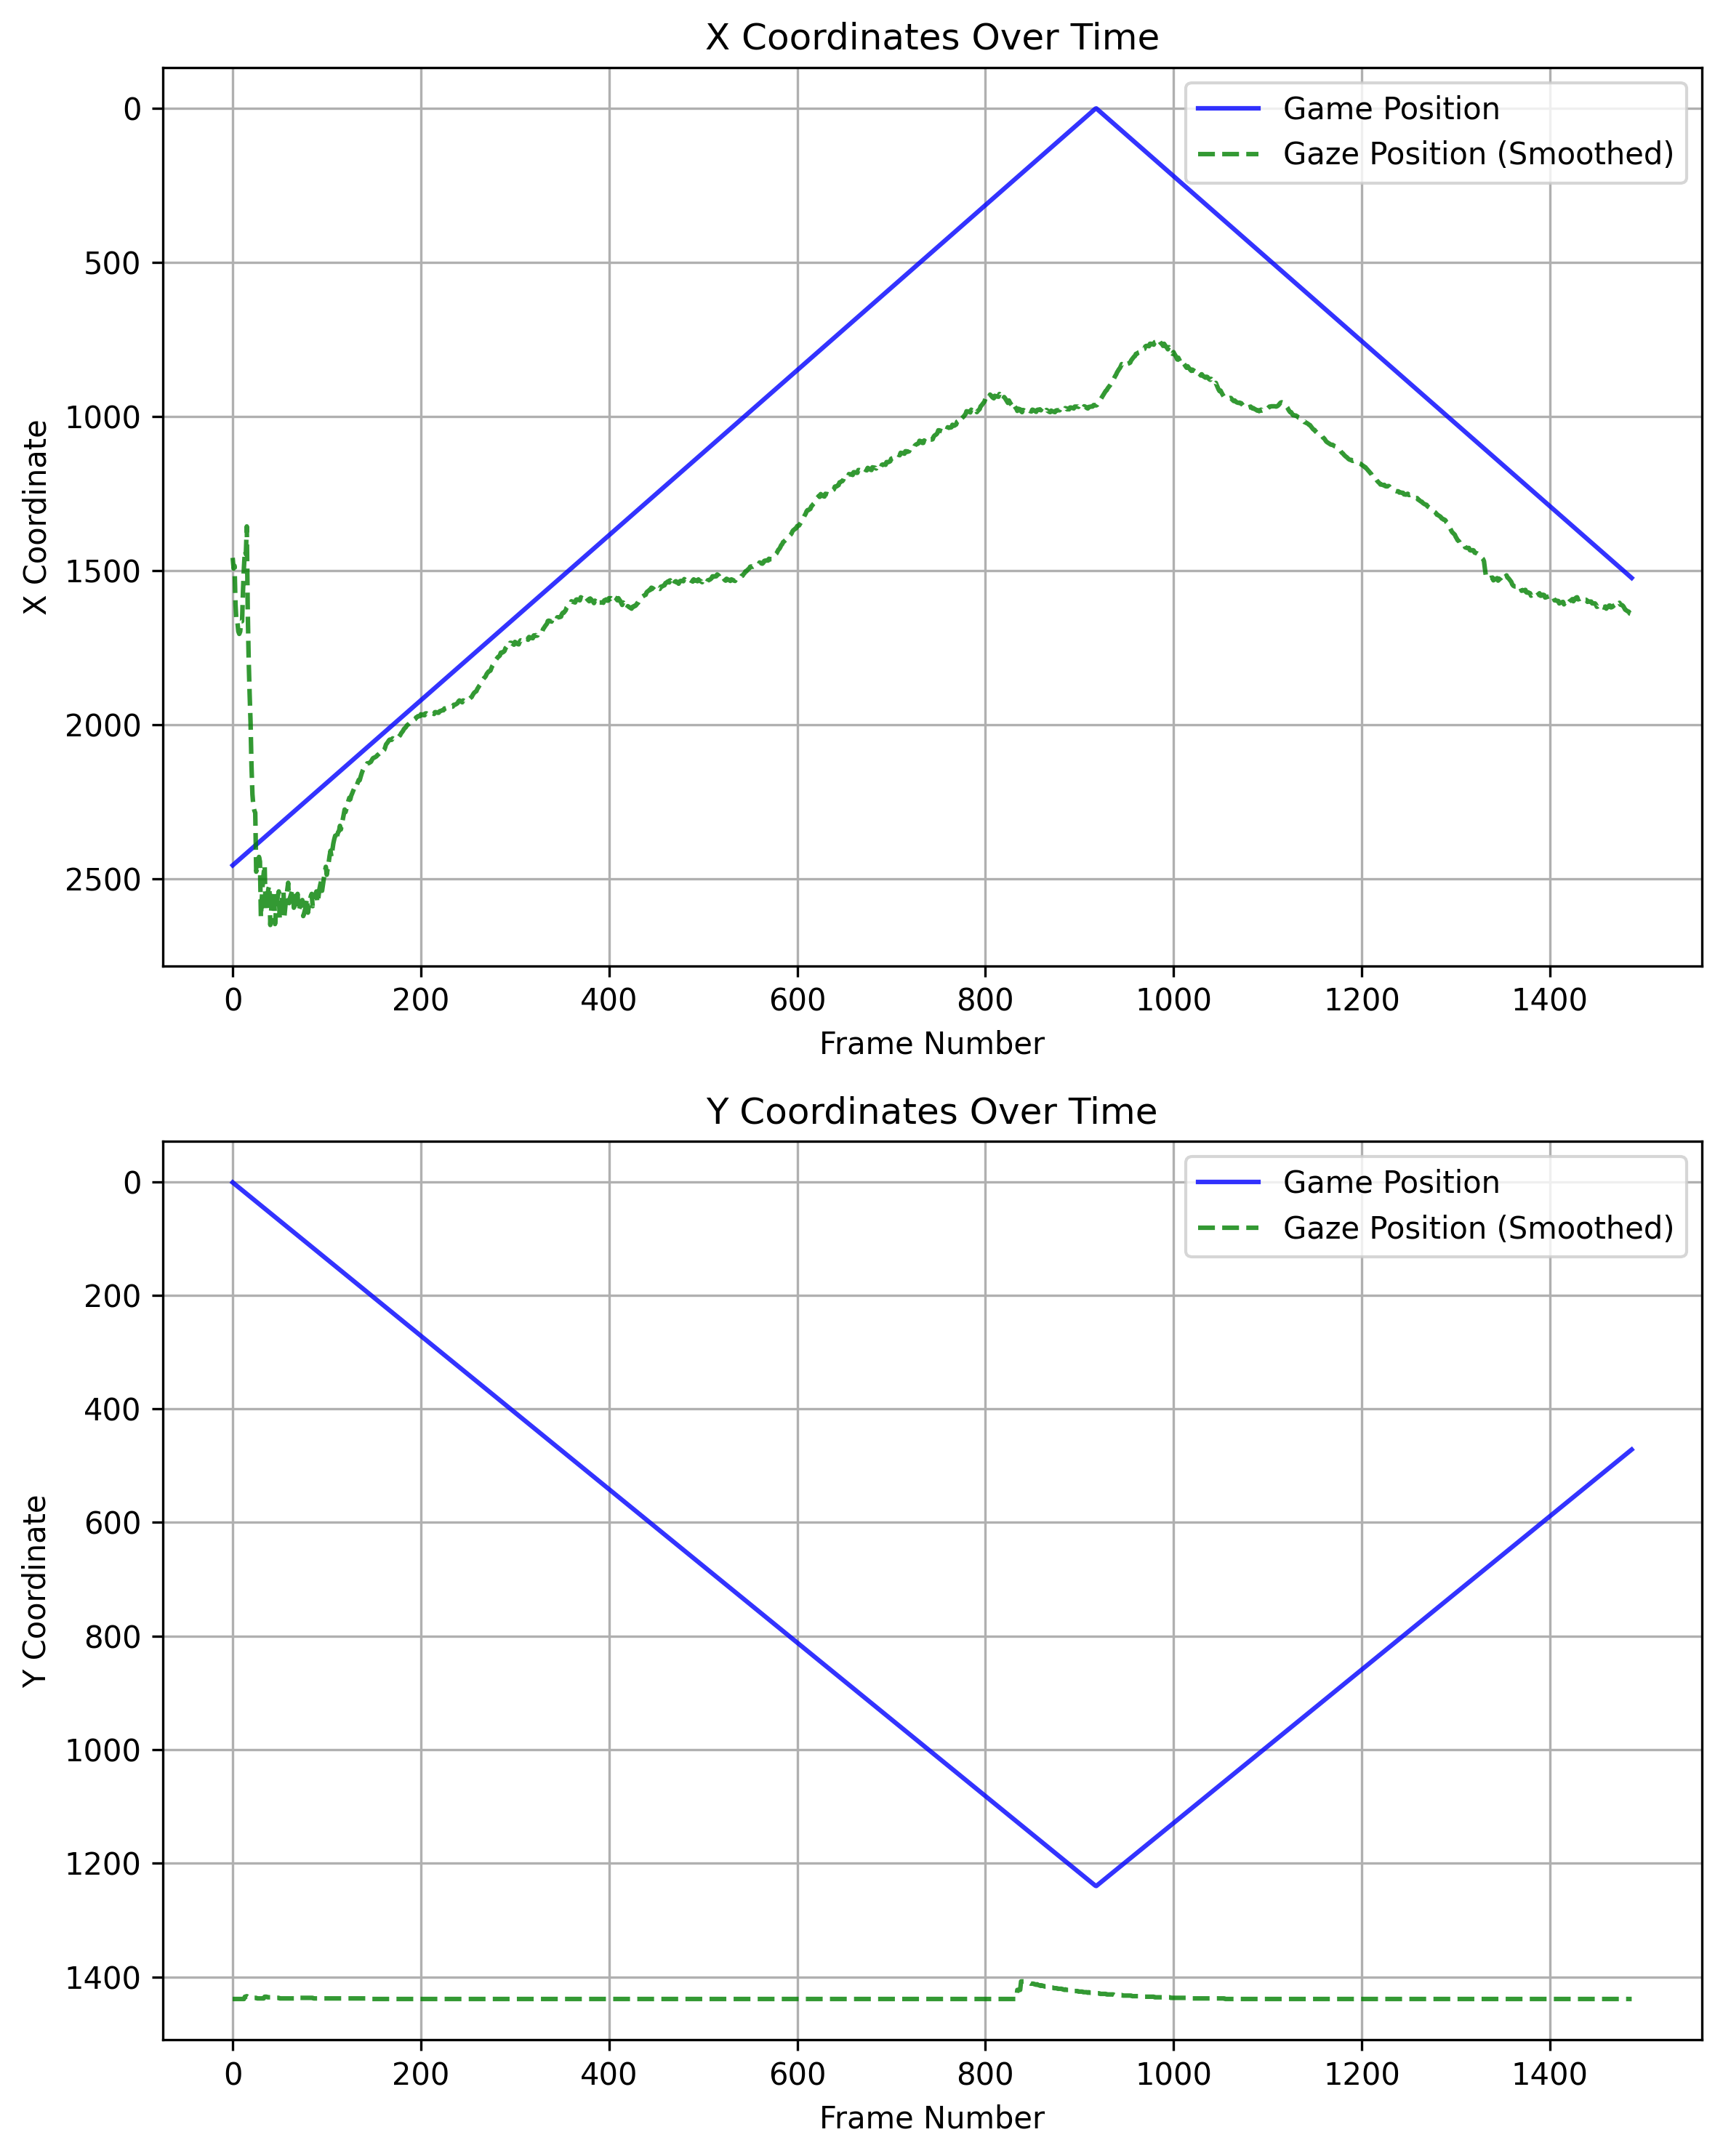 X Coordinates Over Time
Game Position
Gaze Position (Smoothed)
X Coordinate
0
500
1000
1500
2000
2500
0 200 400 600 800 1000 1200 1400
Frame Number
Y Coordinates Over Time
Game Position
Gaze Position (Smoothed)
Y Coordinate
0
200
400
600
800
1000
1200
1400
0 200 400 600 800 1000 1200 1400
Frame Number